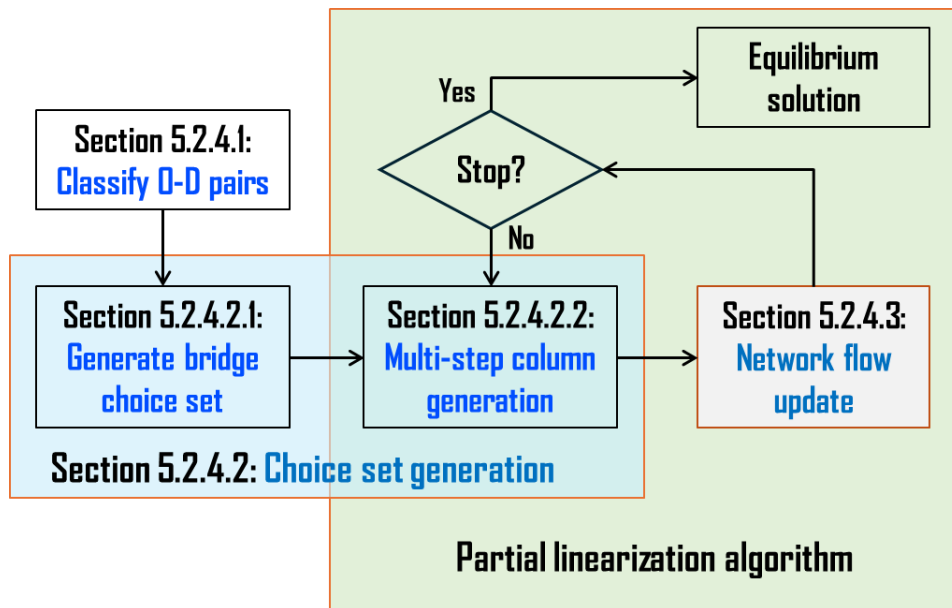 Equilibrium
solution
Yes
Section 5.2.4.1:
Classify O-D pairs
Stop?
No
Section 5.2.4.2.1:
Generate bridge
choice set
Section 5.2.4.2.2:
Multi-step column
generation
Section 5.2.4.3:
Network flow
update
Section 5.2.4.2: Choice set generation
Partial linearization algorithm